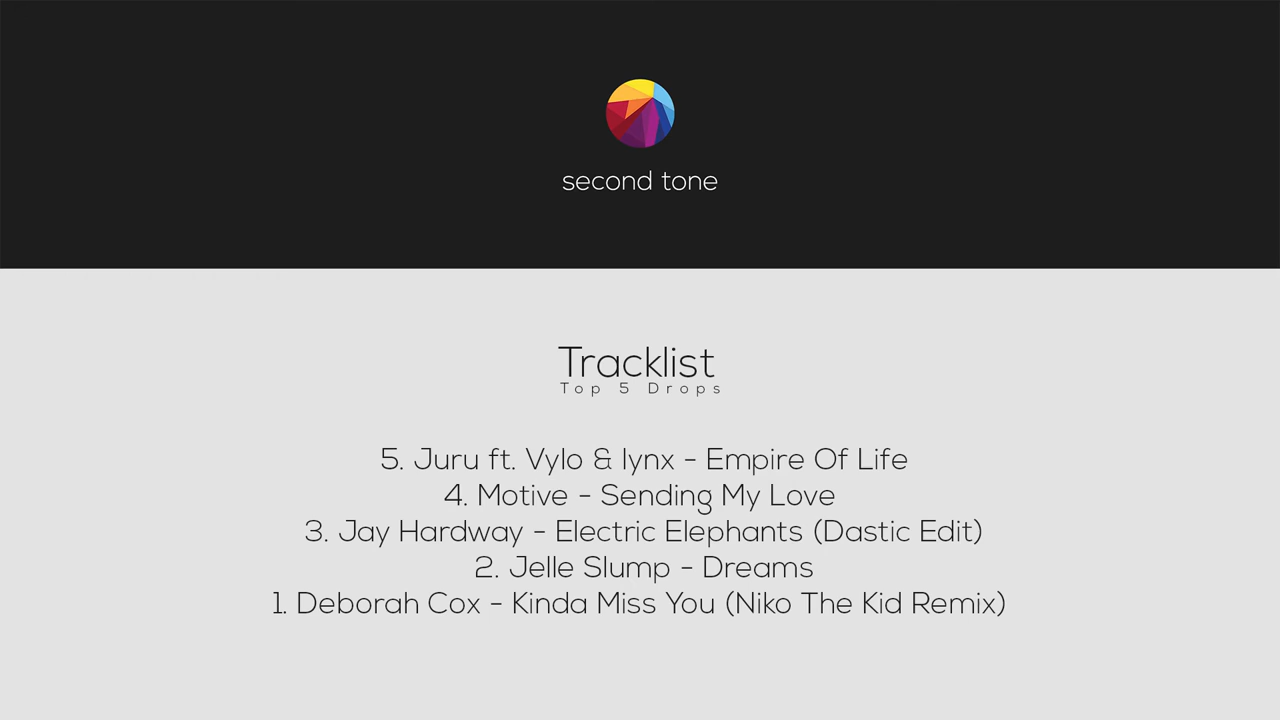 second tone
Tracklist
Top 5 Drops
5. Juru ft. Vylo & lynx - Empire Of Life
4. Motive - Sending My Love
3. Jay Hardway - Electric Elephants (Dastic Edit)
2. Jelle Slump - Dreams
1. Deborah Cox - Kinda Miss You (Niko The Kid Remix)